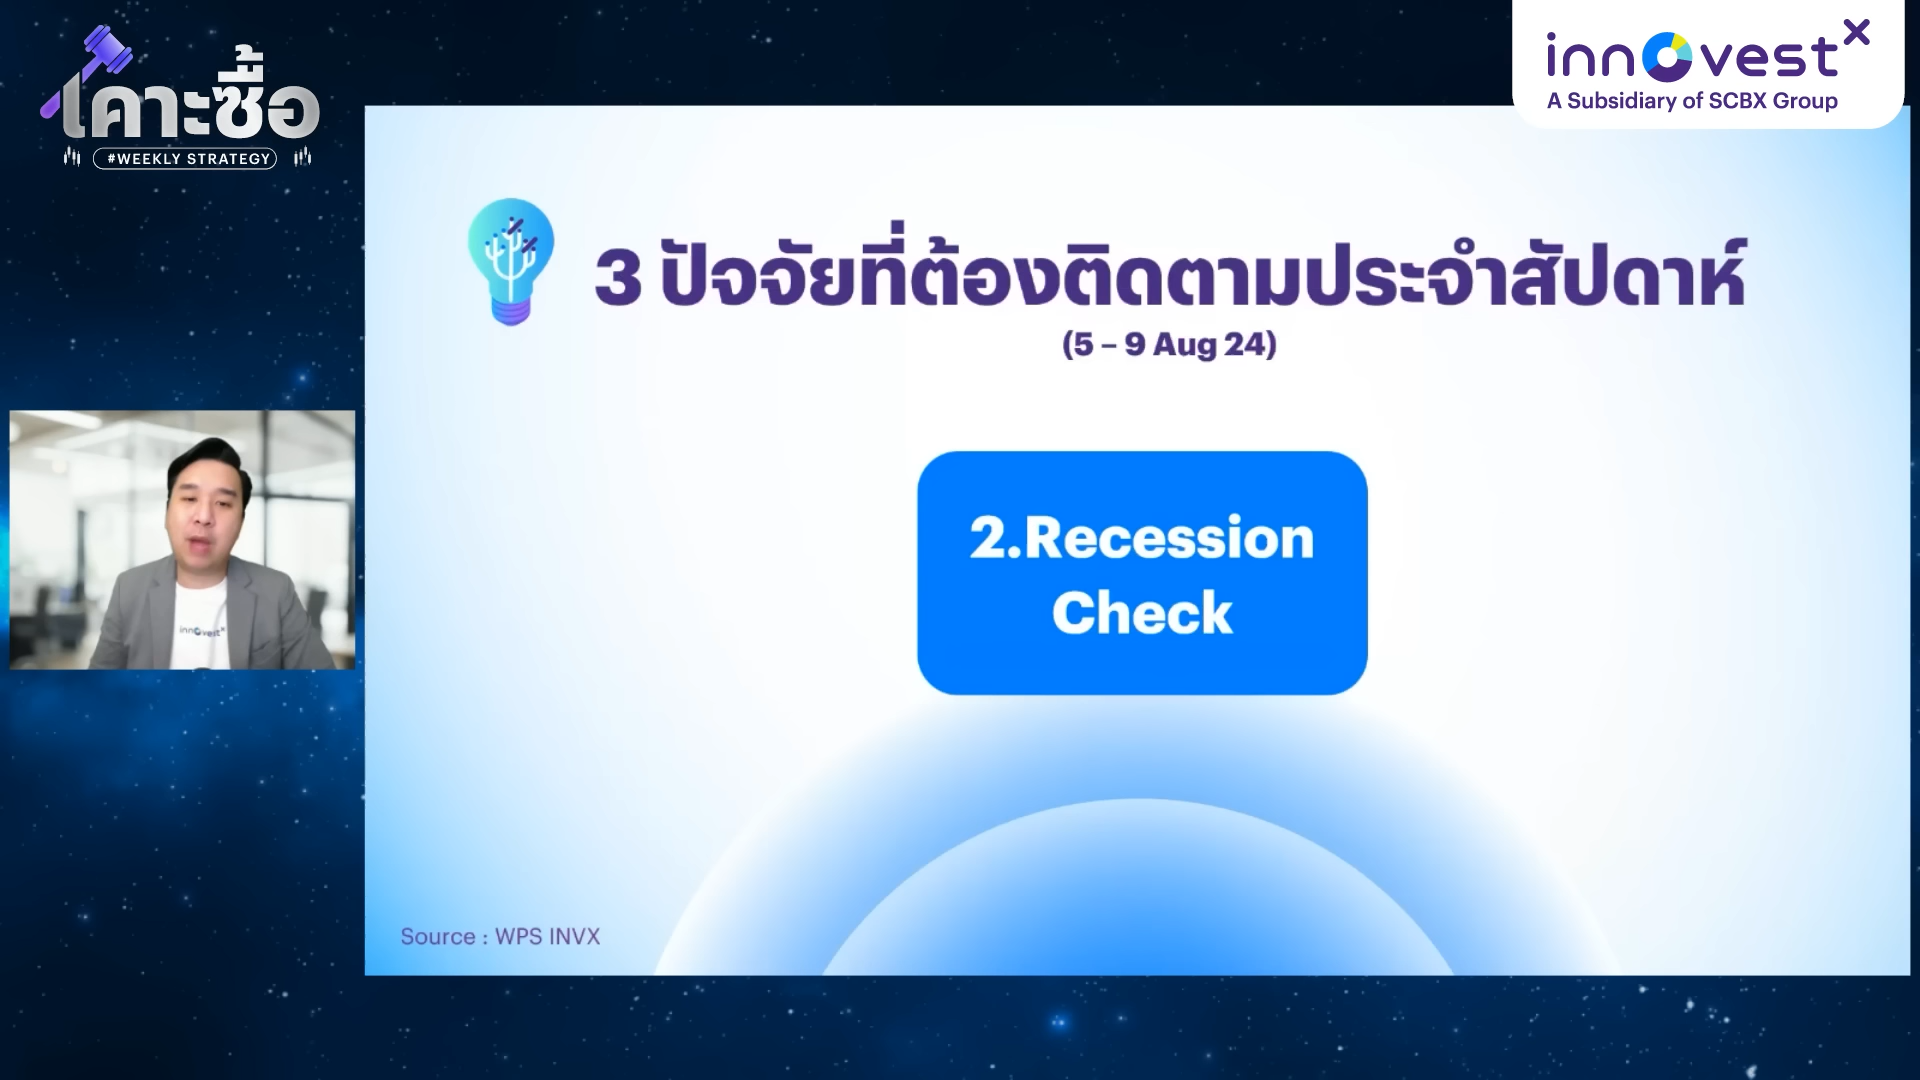 เคาะซื้อ
#WEEKLY STRATEGY
innovestx
A Subsidiary of SCBX Group
3 ปัจจัยที่ต้องติดตามประจำสัปดาห์
(5 – 9 Aug 24)
2.Recession
Check
innovestx
Source : WPS INVX